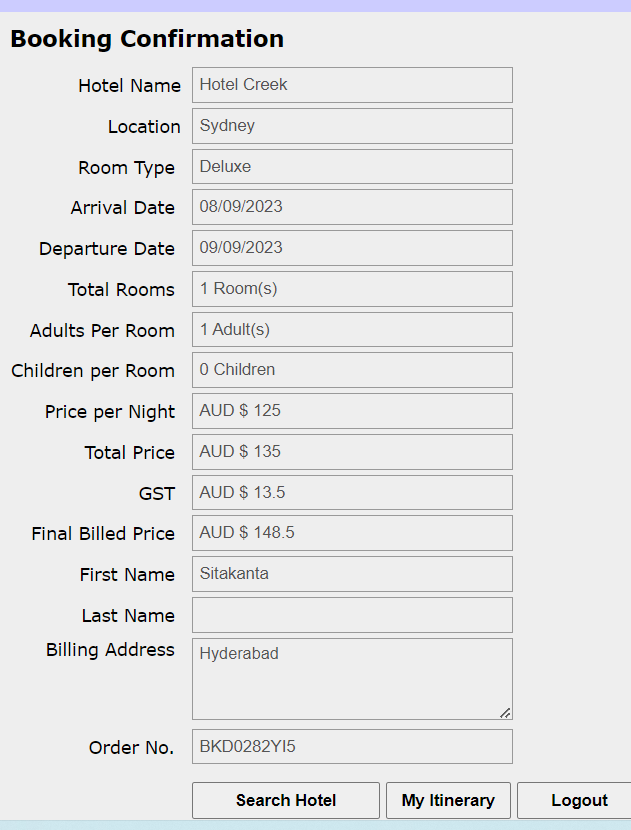 Booking Confirmation
Hotel Name Hotel Creek
Location Sydney
Room Type Deluxe
Arrival Date 08/09/2023
Departure Date 09/09/2023
Total Rooms 1 Room(s)
Adults Per Room 1 Adult(s)
Children per Room 0 Children
Price per Night AUD $ 125
Total Price AUD $ 135
GST AUD $ 13.5
Final Billed Price AUD $ 148.5
First Name Sitakanta
Last Name
Billing Address Hyderabad
Order No. BKD0282YI5
Search Hotel My Itinerary Logout